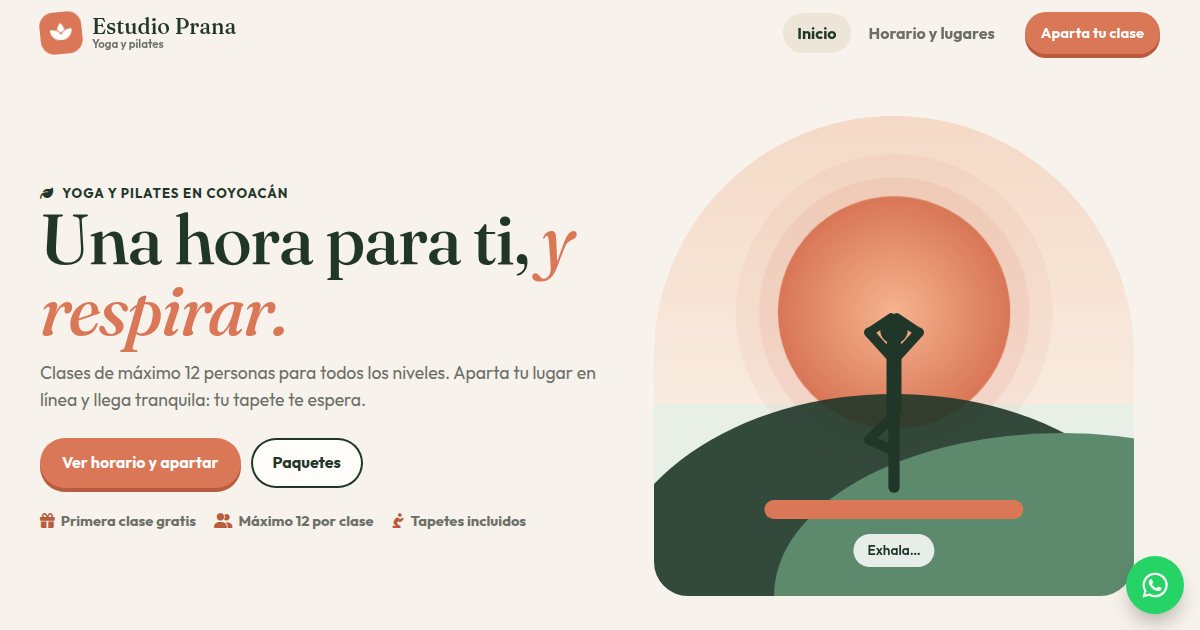 Estudio Prana
Yoga y pilates
Inicio
Horario y lugares
Aparta tu clase
YOGA Y PILATES EN COYOACÁN
Una hora para ti, y
respirar.
Clases de máximo 12 personas para todos los niveles. Aparta tu lugar en
línea y llega tranquila: tu tapete te espera.
Ver horario y apartar
Paquetes
Primera clase gratis
Máximo 12 por clase
Tapetes incluidos
Exhala...